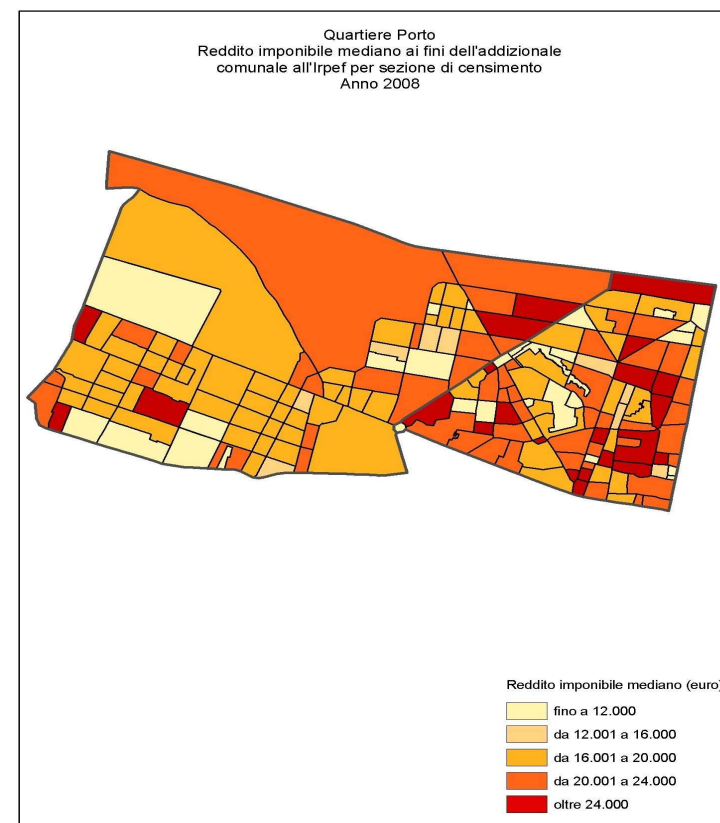 Quartiere Porto
Reddito imponibile mediano ai fini dell'addizionale
comunale all'Irpef per sezione di censimento
Anno 2008
Reddito imponibile mediano (euro)
fino a 12.000
da 12.001 a 16.000
da 16.001 a 20.000
da 20.001 a 24.000
oltre 24.000